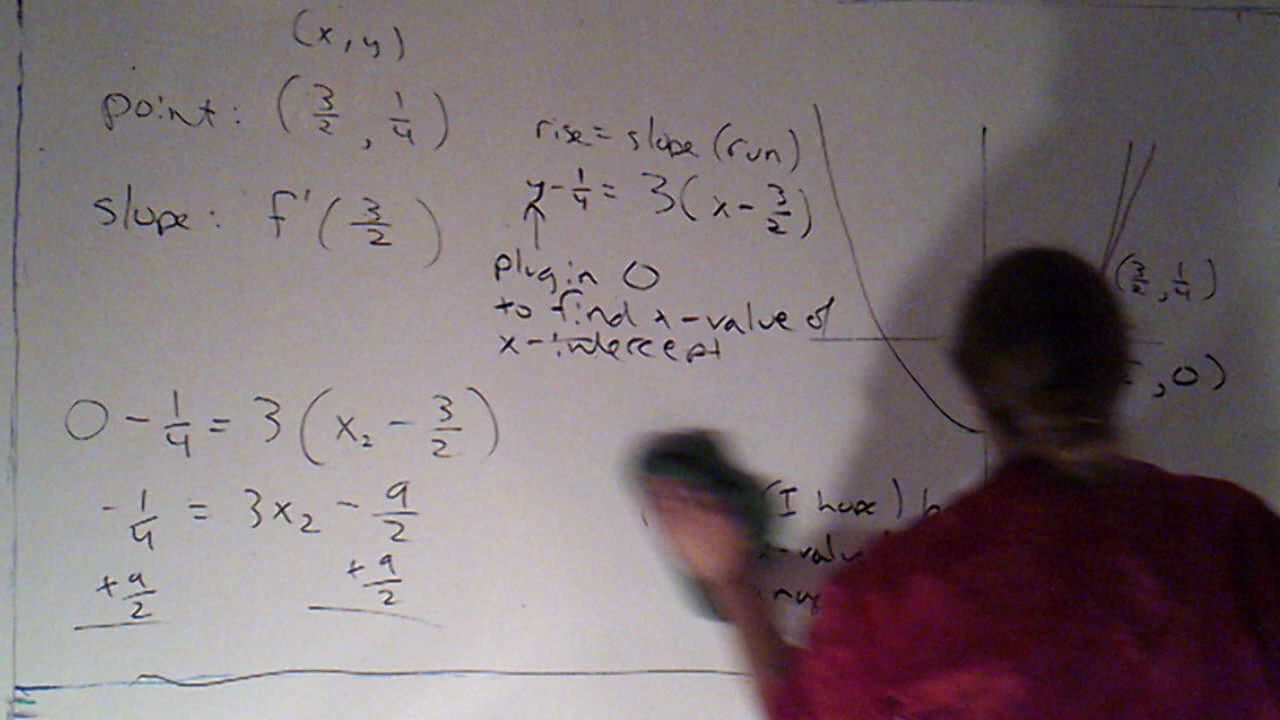 (x, y)
point: (3/2, 1/4)
slope: f'(3/2)
rise = slope (run)
y - 1/4 = 3(x - 3/2)
plug in 0
to find x-value of
x-intercept
0 - 1/4 = 3(x₂ - 3/2)
-1/4 = 3x₂ - 9/2
+9/2 +9/2
(3/2, 1/4)
, 0)
(I hope)
x-value